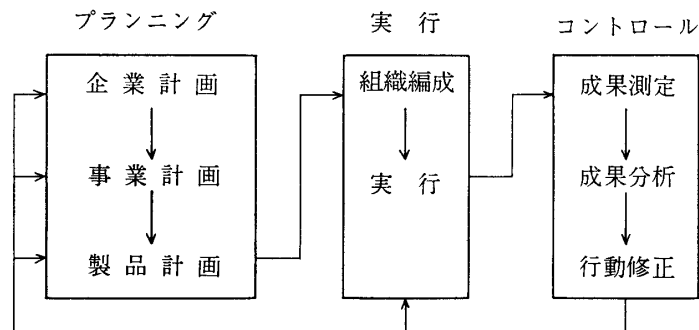 プランニング
企業計画
事業計画
製品計画
実行
組織編成
実行
コントロール
成果測定
成果分析
行動修正